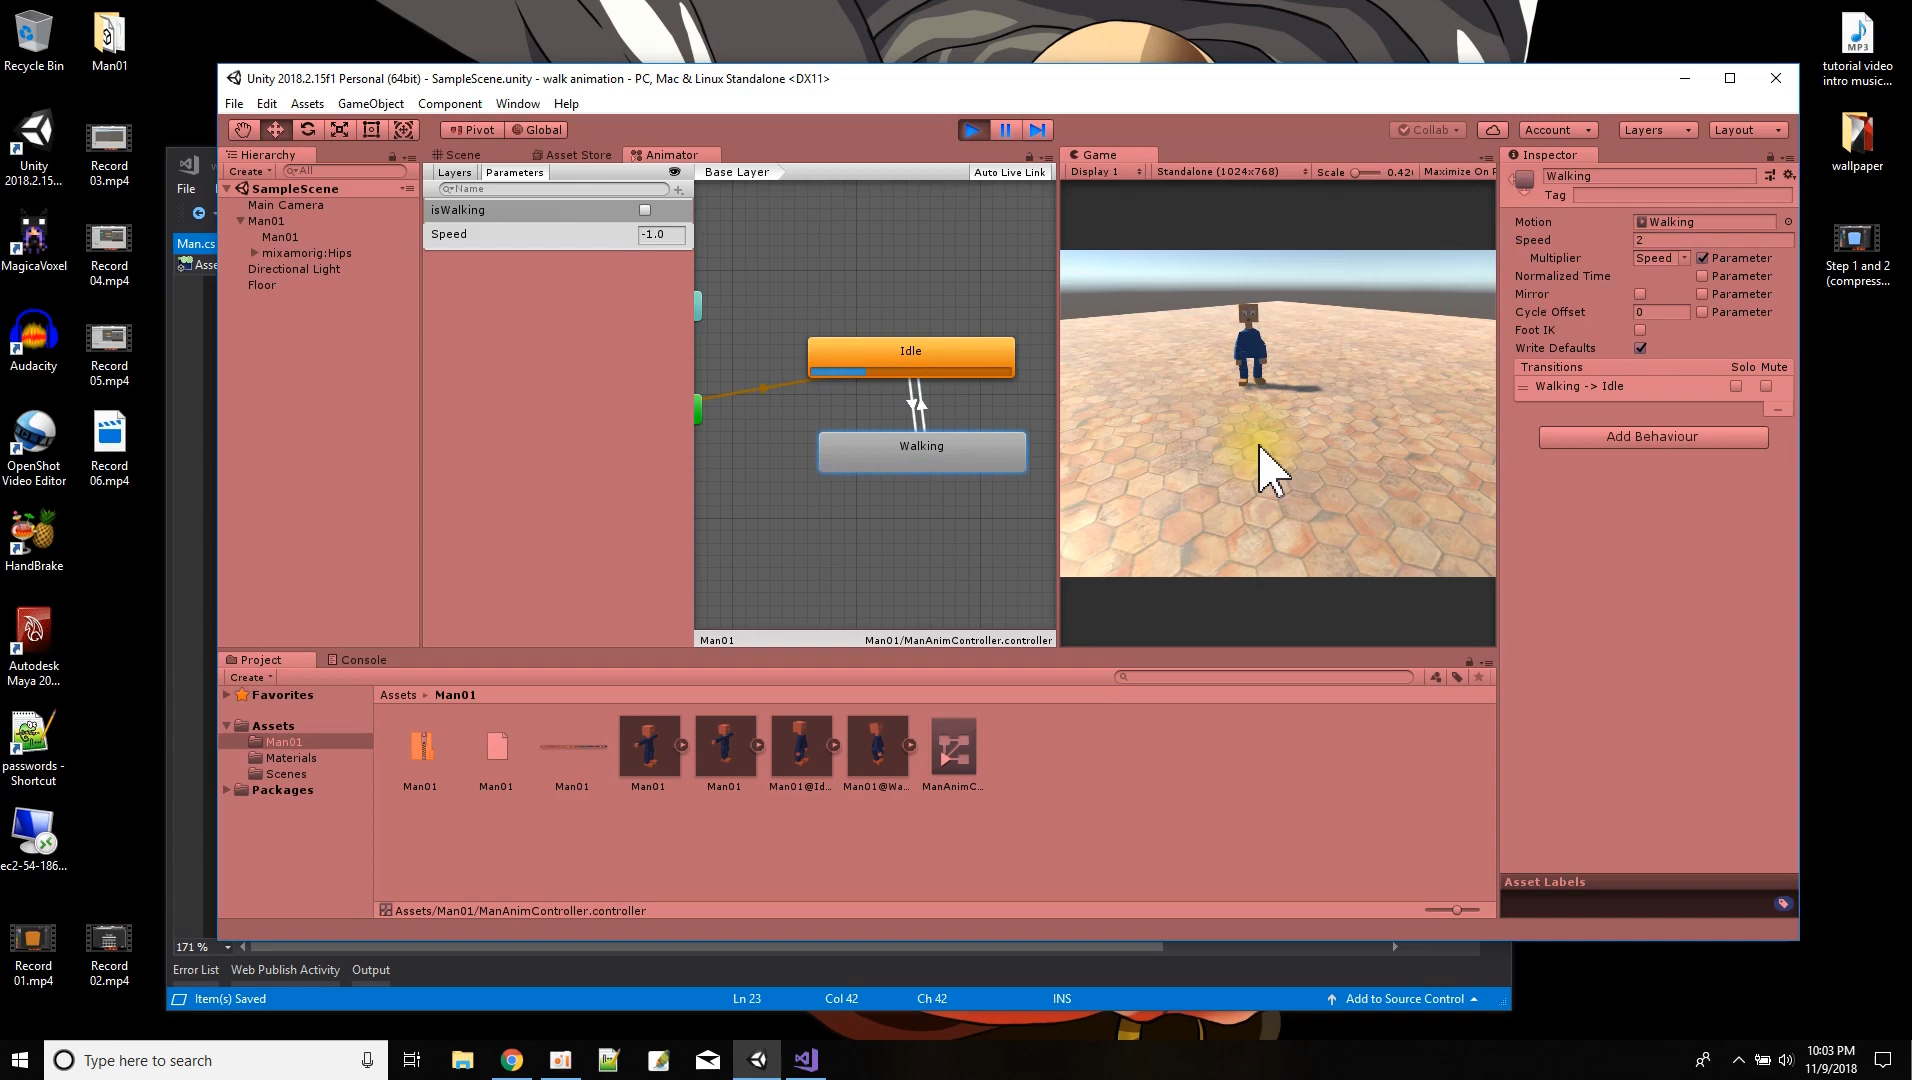 Recycle Bin
Man01
Unity
2018.2.15...
Record
03.mp4
MagicaVoxel
Record
04.mp4
Audacity
Record
05.mp4
OpenShot
Video Editor
Record
06.mp4
HandBrake
Autodesk
Maya 20...
passwords -
Shortcut
ec2-54-186...
Record
01.mp4
Record
02.mp4
MP3
tutorial video
intro music...
wallpaper
Step 1 and 2
(compress...
Unity 2018.2.15f1 Personal (64bit) - SampleScene.unity - walk animation - PC, Mac & Linux Standalone <DX11>
File Edit Assets GameObject Component Window Help
Pivot Global Collab Account Layers Layout
Hierarchy
Create All
SampleScene
Main Camera
Man01
Man01
mixamorig:Hips
Directional Light
Floor
File
Man.cs
Asse
Scene Asset Store Animator
Layers Parameters Base Layer Auto Live Link
Name
isWalking
Speed -1.0
Idle
Walking
Man01 Man01/ManAnimController.controller
Game
Display 1 Standalone (1024x768) Scale 0.42 Maximize On P
Inspector
Walking
Tag
Motion Walking
Speed 2
Multiplier Speed Parameter
Normalized Time Parameter
Mirror Parameter
Cycle Offset 0 Parameter
Foot IK
Write Defaults
Transitions Solo Mute
Walking -> Idle
Add Behaviour
Asset Labels
Project Console
Create
Favorites
Assets
Man01
Materials
Scenes
Packages
Assets Man01
Man01 Man01 Man01 Man01 Man01 Man01@Id... Man01@Wa... ManAnimC...
Assets/Man01/ManAnimController.controller
171 %
Error List Web Publish Activity Output
Item(s) Saved Ln 23 Col 42 Ch 42 INS Add to Source Control
Type here to search
10:03 PM
11/9/2018